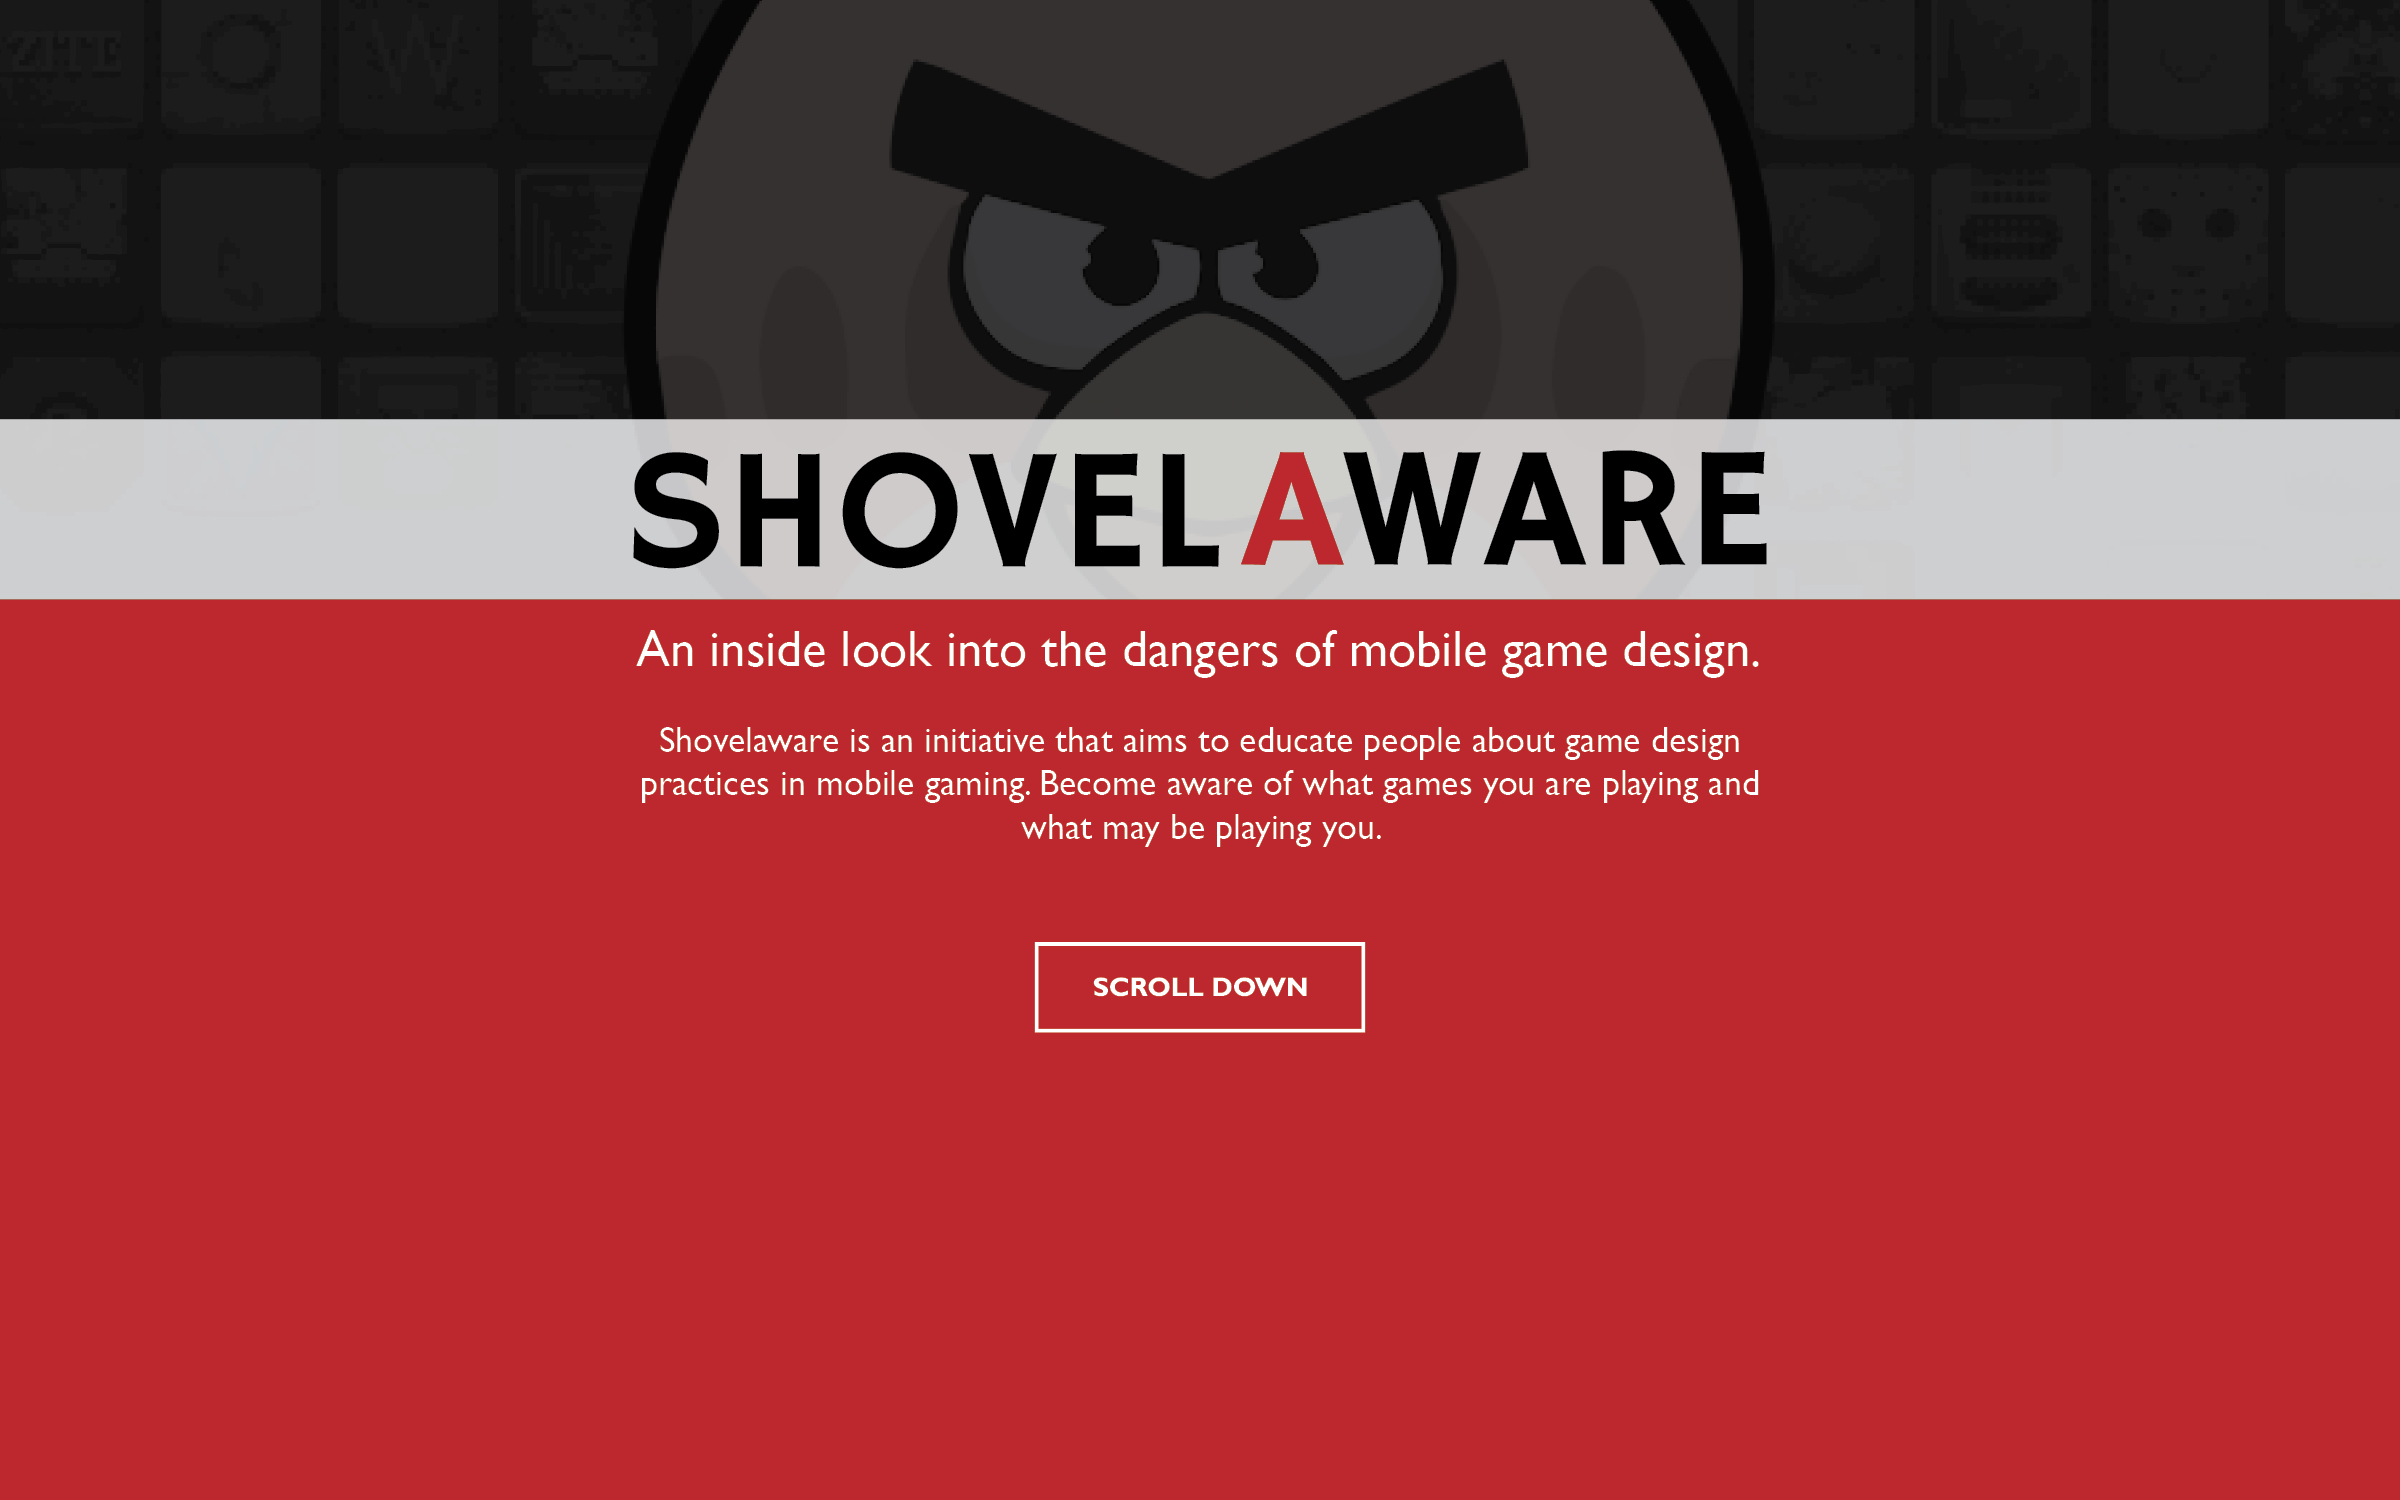 ZITE
SHOVELAWARE
An inside look into the dangers of mobile game design.
Shovelaware is an initiative that aims to educate people about game design
practices in mobile gaming. Become aware of what games you are playing and
what may be playing you.
SCROLL DOWN